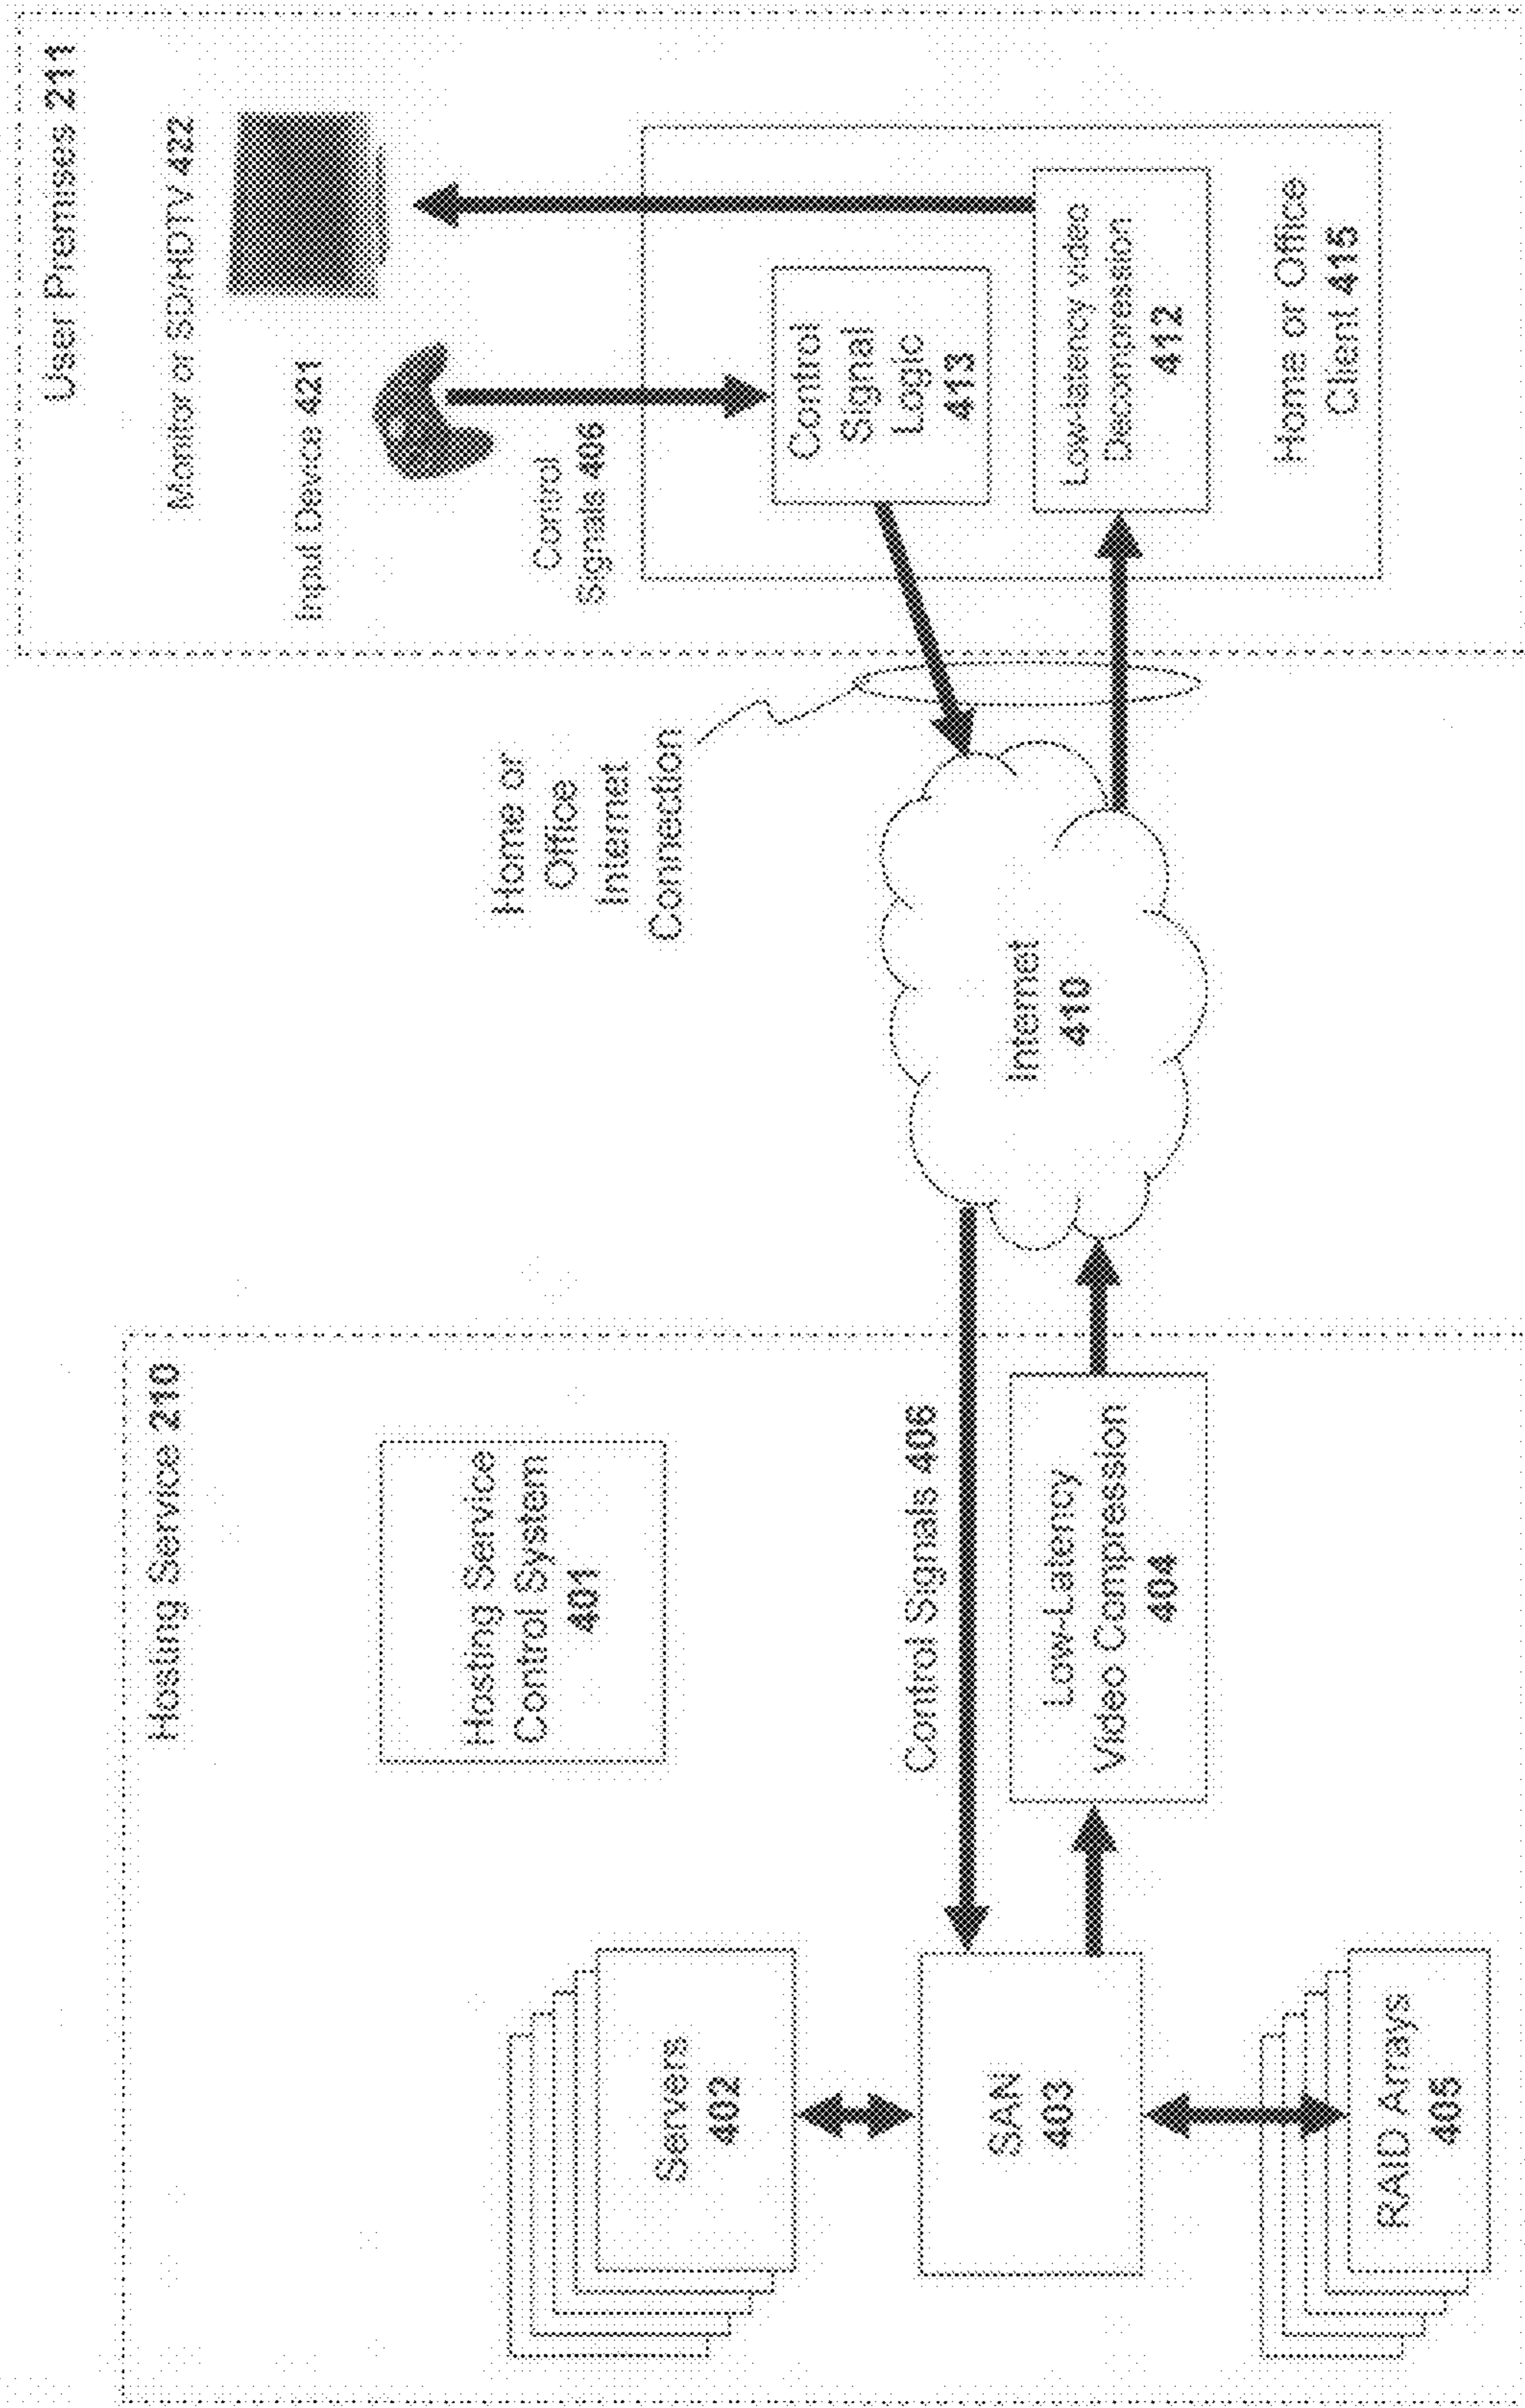 Hosting Service 210
Hosting Service
Control System
401
Servers
402
Control Signals 406
SAN
403
Low-Latency
Video Compression
404
RAID Arrays
405
Home or
Office
Internet
Connection
Internet
410
User Premises 211
Monitor or SD/HDTV 422
Input Device 421
Control
Signals 406
Control
Signal
Logic
413
Low-latency video
Decompression
412
Home or Office
Client 415